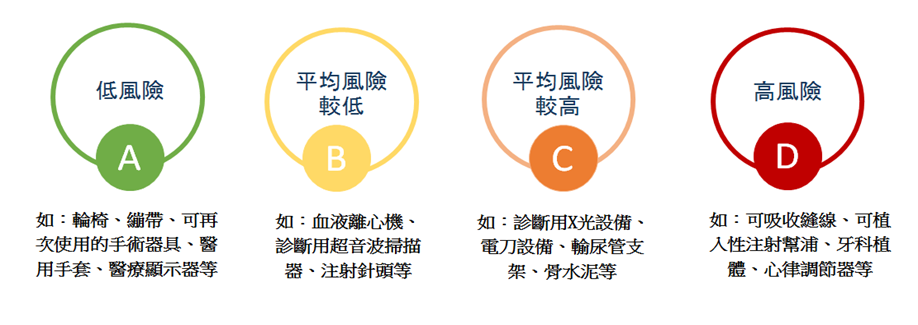 低風險
A
如：輪椅、繃帶、可再
次使用的手術器具、醫
用手套、醫療顯示器等
平均風險
較低
B
如：血液離心機、
診斷用超音波掃描
器、注射針頭等
平均風險
較高
C
如：診斷用X光設備、
電刀設備、輸尿管支
架、骨水泥等
高風險
D
如：可吸收縫線、可植
入性注射幫浦、牙科植
體、心律調節器等